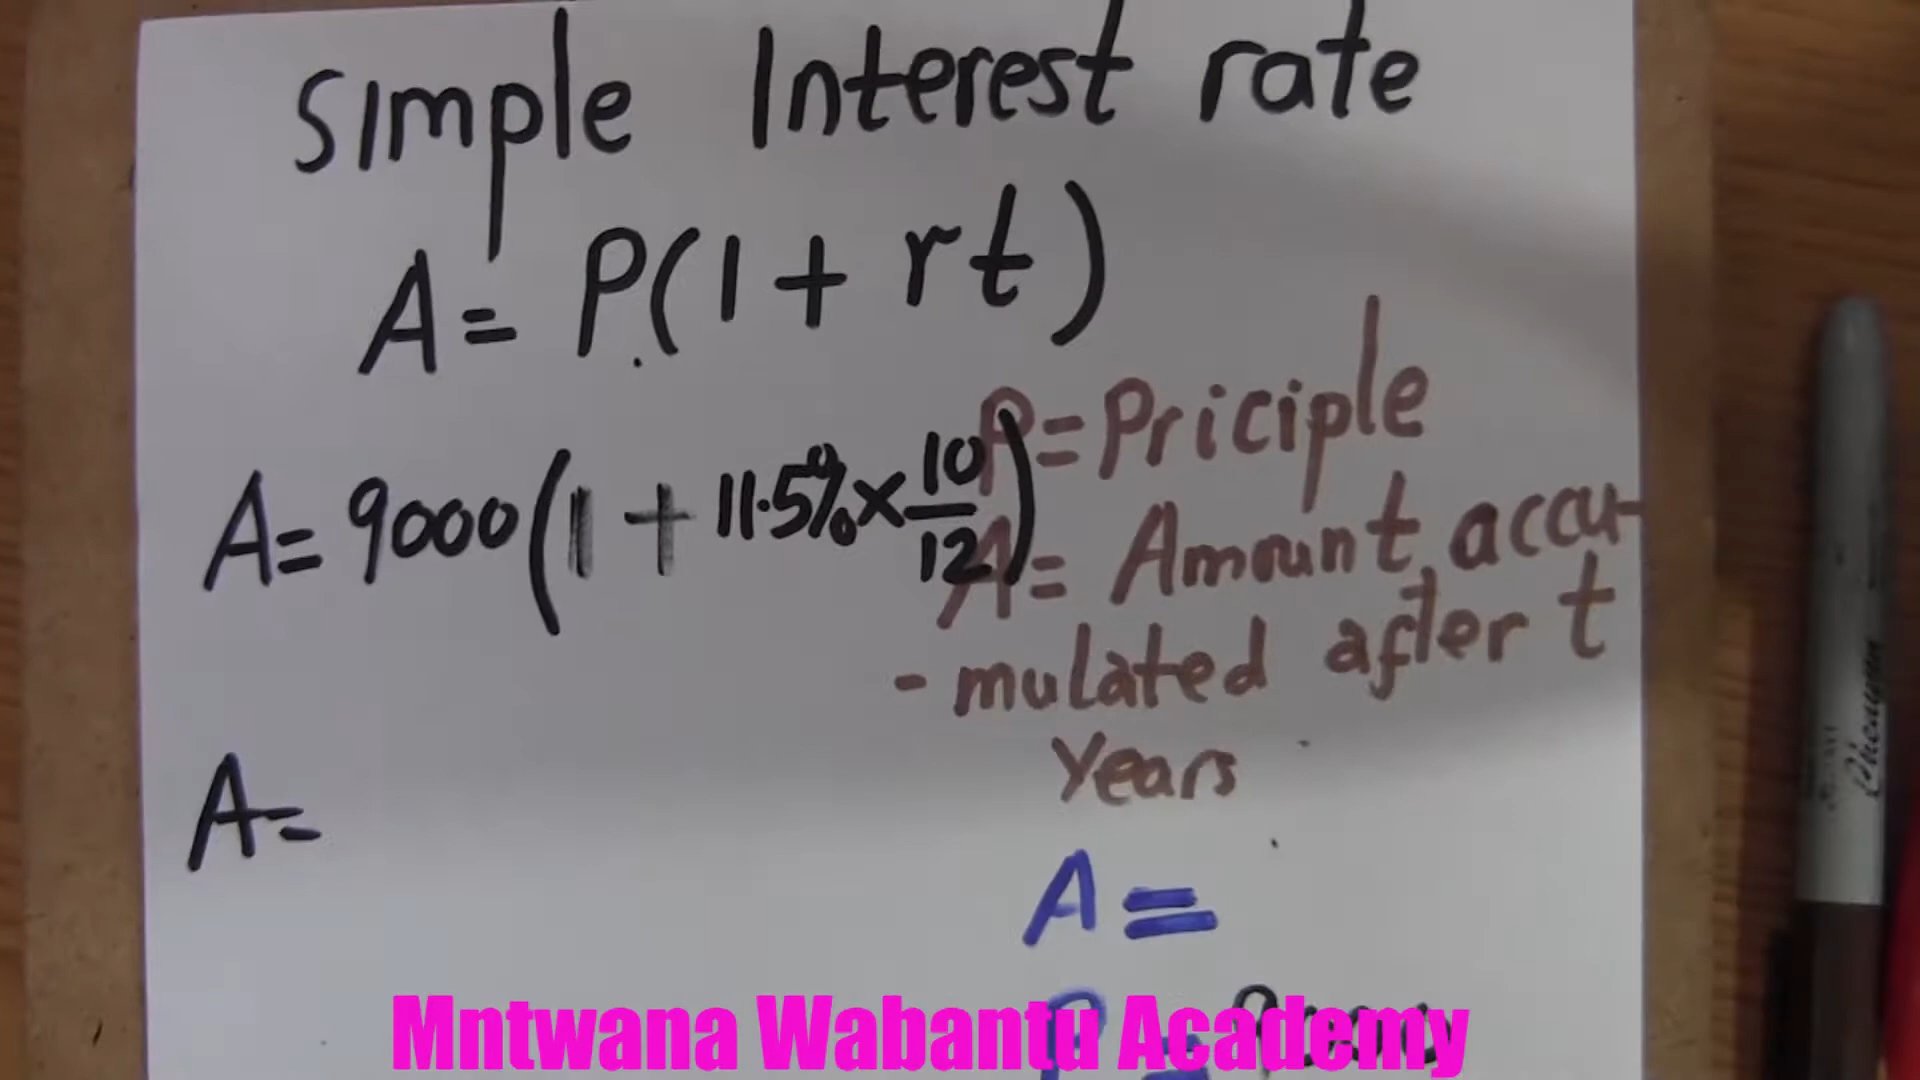 Simple Interest rate
A = P(1 + rt)
P = Priciple
A = 9000(1 + 11.5% × 10/12)
A = Amount accu-
- mulated after t
Years
A =
A =
P = 9000
Mntwana Wabantu Academy